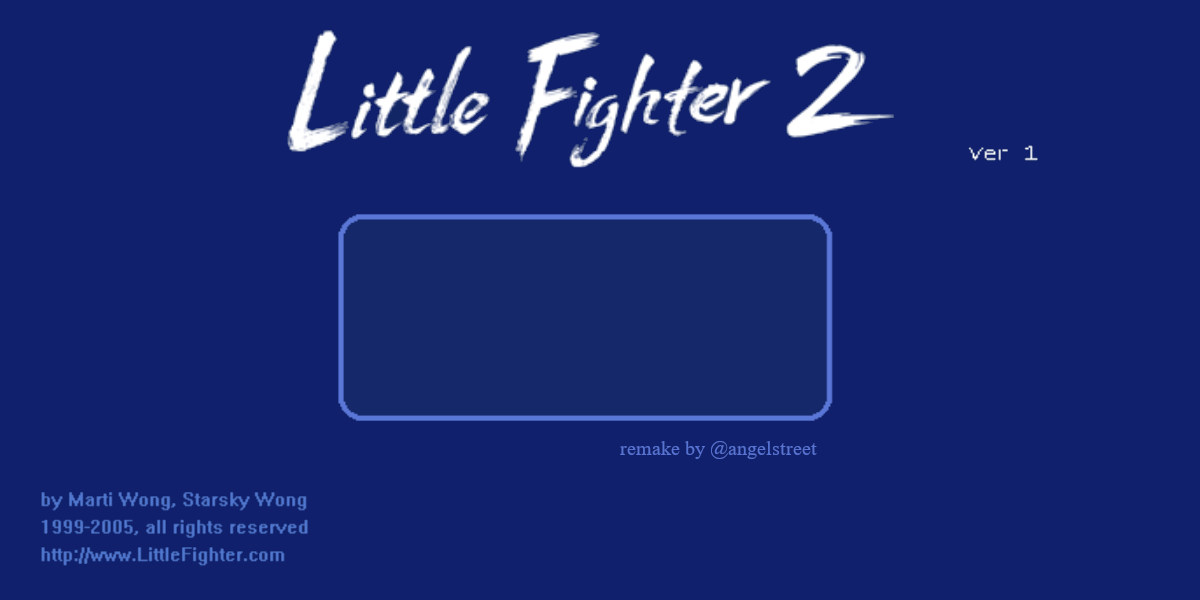 Little Fighter 2
ver 1
remake by @angelstreet
by Marti Wong, Starsky Wong
1999-2005, all rights reserved
http://www.LittleFighter.com